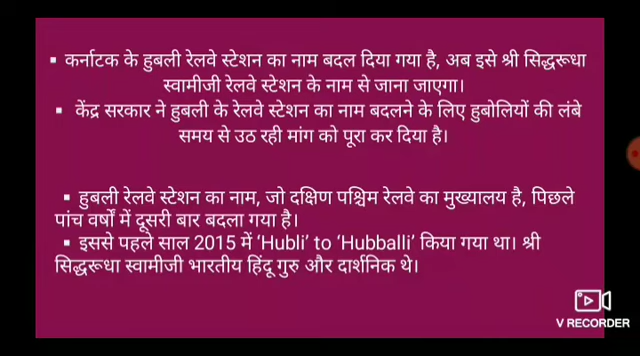 ▪ कर्नाटक के हुबली रेलवे स्टेशन का नाम बदल दिया गया है, अब इसे श्री सिद्धरूधा
स्वामीजी रेलवे स्टेशन के नाम से जाना जाएगा।
▪ केंद्र सरकार ने हुबली के रेलवे स्टेशन का नाम बदलने के लिए हुबोलियों की लंबे
समय से उठ रही मांग को पूरा कर दिया है।
▪ हुबली रेलवे स्टेशन का नाम, जो दक्षिण पश्चिम रेलवे का मुख्यालय है, पिछले
पांच वर्षों में दूसरी बार बदला गया है।
▪ इससे पहले साल 2015 में ‘Hubli’ to ‘Hubballi’ किया गया था। श्री
सिद्धरूधा स्वामीजी भारतीय हिंदू गुरु और दार्शनिक थे।
V RECORDER